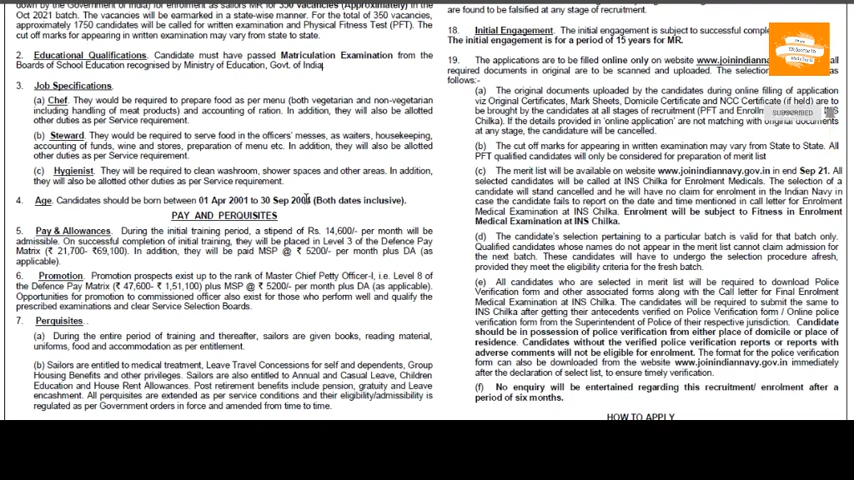 down by the Government of India) for enrolment as sailors MR for 350 vacancies (Approximately) in the
Oct 2021 batch. The vacancies will be earmarked in a state-wise manner. For the total of 350 vacancies,
approximately 1750 candidates will be called for written examination and Physical Fitness Test (PFT). The
cut off marks for appearing in written examination may vary from state to state.
2. Educational Qualifications. Candidate must have passed Matriculation Examination from the
Boards of School Education recognised by Ministry of Education, Govt. of India.
3. Job Specifications.
(a) Chef. They would be required to prepare food as per menu (both vegetarian and non-vegetarian
including handling of meat products) and accounting of ration. In addition, they will also be allotted
other duties as per Service requirement.
(b) Steward. They would be required to serve food in the officers' messes, as waiters, housekeeping,
accounting of funds, wine and stores, preparation of menu etc. In addition, they will also be allotted
other duties as per Service requirement.
(c) Hygienist. They will be required to clean washroom, shower spaces and other areas. In addition,
they will also be allotted other duties as per Service requirement.
4. Age. Candidates should be born between 01 Apr 2001 to 30 Sep 2004 (Both dates inclusive).
PAY AND PERQUISITES
5. Pay & Allowances. During the initial training period, a stipend of Rs. 14,600/- per month will be
admissible. On successful completion of initial training, they will be placed in Level 3 of the Defence Pay
Matrix (₹ 21,700- ₹69,100). In addition, they will be paid MSP @ ₹ 5200/- per month plus DA (as
applicable).
6. Promotion. Promotion prospects exist up to the rank of Master Chief Petty Officer-I, i.e. Level 8 of
the Defence Pay Matrix (₹ 47,600- ₹ 1,51,100) plus MSP @ ₹ 5200/- per month plus DA (as applicable).
Opportunities for promotion to commissioned officer also exist for those who perform well and qualify the
prescribed examinations and clear Service Selection Boards.
7. Perquisites..
(a) During the entire period of training and thereafter, sailors are given books, reading material,
uniforms, food and accommodation as per entitlement.
(b) Sailors are entitled to medical treatment, Leave Travel Concessions for self and dependents, Group
Housing Benefits and other privileges. Sailors are also entitled to Annual and Casual Leave, Children
Education and House Rent Allowances. Post retirement benefits include pension, gratuity and Leave
encashment. All perquisites are extended as per service conditions and their eligibility/admissibility is
regulated as per Government orders in force and amended from time to time.
are found to be falsified at any stage of recruitment.
18. Initial Engagement. The initial engagement is subject to successful comple
The initial engagement is for a period of 15 years for MR.
19. The applications are to be filled online only on website www.joinindiann all
required documents in original are to be scanned and uploaded. The selection as
follows:-
(a) The original documents uploaded by the candidates during online filling of application
viz Original Certificates, Mark Sheets, Domicile Certificate and NCC Certificate (if held) are to
be brought by the candidates at all stages of recruitment (PFT and Enrol
Chilka). If the details provided in 'online application' are not matching with original documents
at any stage, the candidature will be cancelled.
(b) The cut off marks for appearing in written examination may vary from State to State. All
PFT qualified candidates will only be considered for preparation of merit list
(c) The merit list will be available on website www.joinindiannavy.gov.in in end Sep 21. All
selected candidates will be called at INS Chilka for Enrolment Medicals. The selection of a
candidate will stand cancelled and he will have no claim for enrolment in the Indian Navy in
case the candidate does not report on the date and time mentioned in call letter for Enrolment
Medical Examination at INS Chilka. Enrolment will be subject to Fitness in Enrolment
Medical Examination at INS Chilka.
(d) The candidate's selection pertaining to a particular batch is valid for that batch only.
Qualified candidates whose names do not appear in the merit list cannot claim admission for
the next batch. These candidates will have to undergo the selection procedure afresh,
provided they meet the eligibility criteria for the fresh batch.
(e) All candidates who are selected in merit list will be required to download Police
Verification form and other associated forms along with the Call letter for Final Enrolment
Medical Examination at INS Chilka. The candidates will be required to submit the same to
INS Chilka after getting their antecedents verified on Police Verification form / Online police
verification form from the Superintendent of Police of their respective jurisdiction. Candidate
should be in possession of police verification from either place of domicile or place of
residence. Candidates without the verified police verification reports or reports with
adverse comments will not be eligible for enrolment. The format for the police verification
form can also be downloaded from the website www.joinindiannavy.gov.in immediately
after the declaration of select list, to ensure timely verification.
(f) No enquiry will be entertained regarding this recruitment/ enrolment after a
period of six months.
HOW TO APPLY
SUBSCRIBED